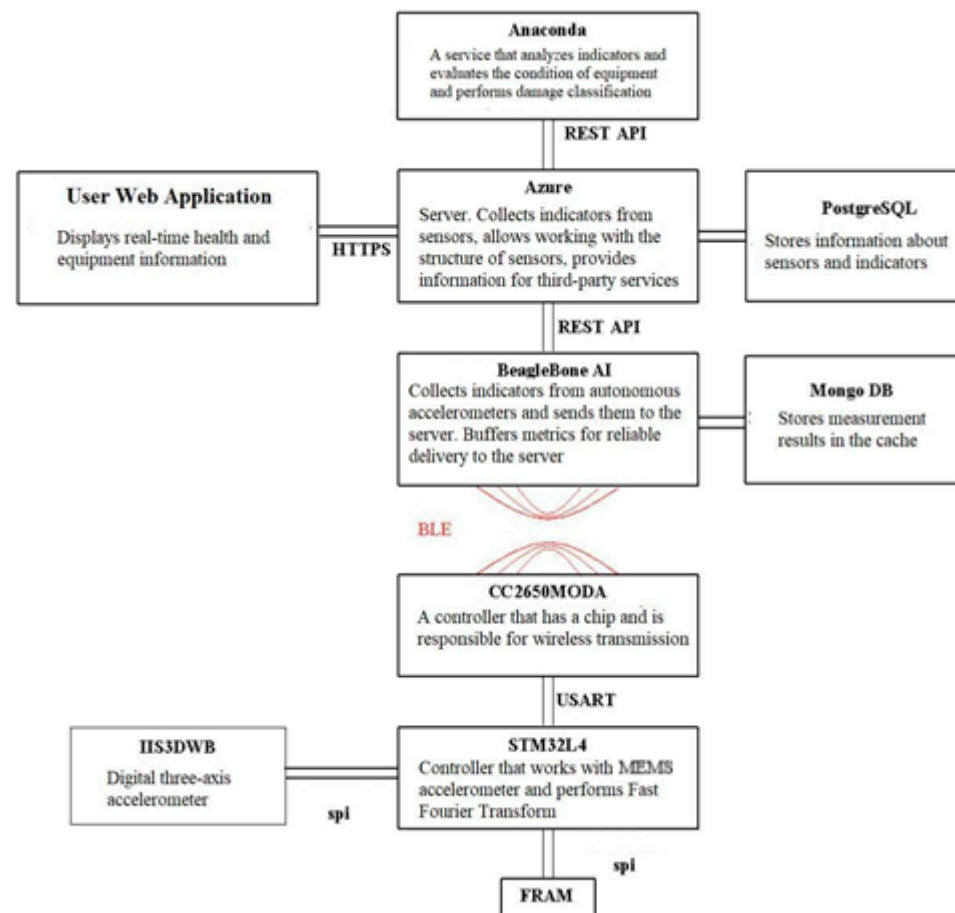 Anaconda
A service that analyzes indicators and
evaluates the condition of equipment
and performs damage classification
REST API
User Web Application
Displays real-time health and
equipment information
HTTPS
Azure
Server. Collects indicators from
sensors, allows working with the
structure of sensors, provides
information for third-party services
PostgreSQL
Stores information about
sensors and indicators
REST API
BeagleBone AI
Collects indicators from autonomous
accelerometers and sends them to the
server. Buffers metrics for reliable
delivery to the server
Mongo DB
Stores measurement
results in the cache
BLE
CC2650MODA
A controller that has a chip and is
responsible for wireless transmission
USART
IIS3DWB
Digital three-axis
accelerometer
spi
STM32L4
Controller that works with MEMS
accelerometer and performs Fast
Fourier Transform
spi
FRAM